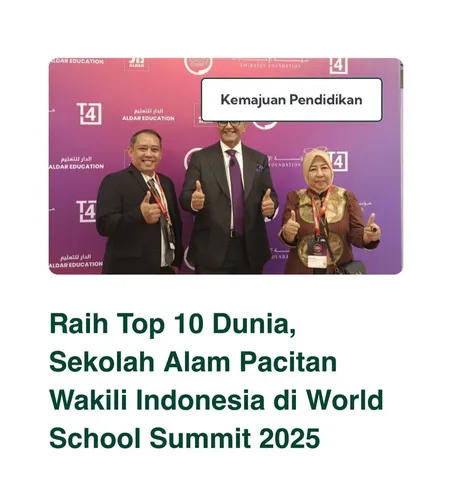 ALDAR
T4
Kemajuan Pendidikan
الدار للتعليم
ALDAR EDUCATION
T4
الدار للتعليم
ALDAR EDUCATION
T4
T4
الدار للتعليم
ALDAR EDUCATION
Raih Top 10 Dunia,
Sekolah Alam Pacitan
Wakili Indonesia di World
School Summit 2025